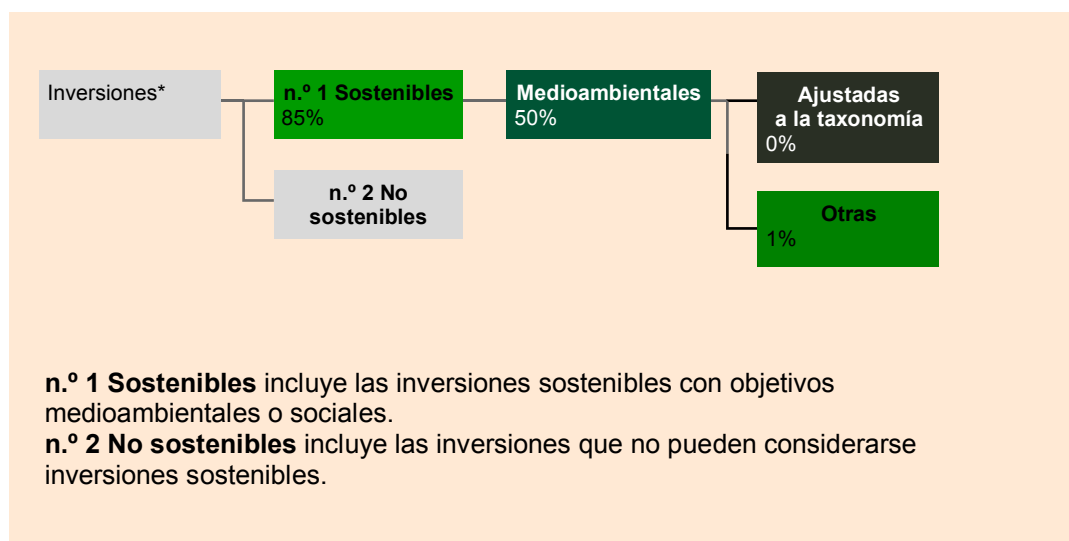 Inversiones*
n.º 1 Sostenibles
85%
Medioambientales
50%
Ajustadas
a la taxonomía
0%
n.º 2 No
sostenibles
Otras
1%
n.º 1 Sostenibles incluye las inversiones sostenibles con objetivos
medioambientales o sociales.
n.º 2 No sostenibles incluye las inversiones que no pueden considerarse
inversiones sostenibles.